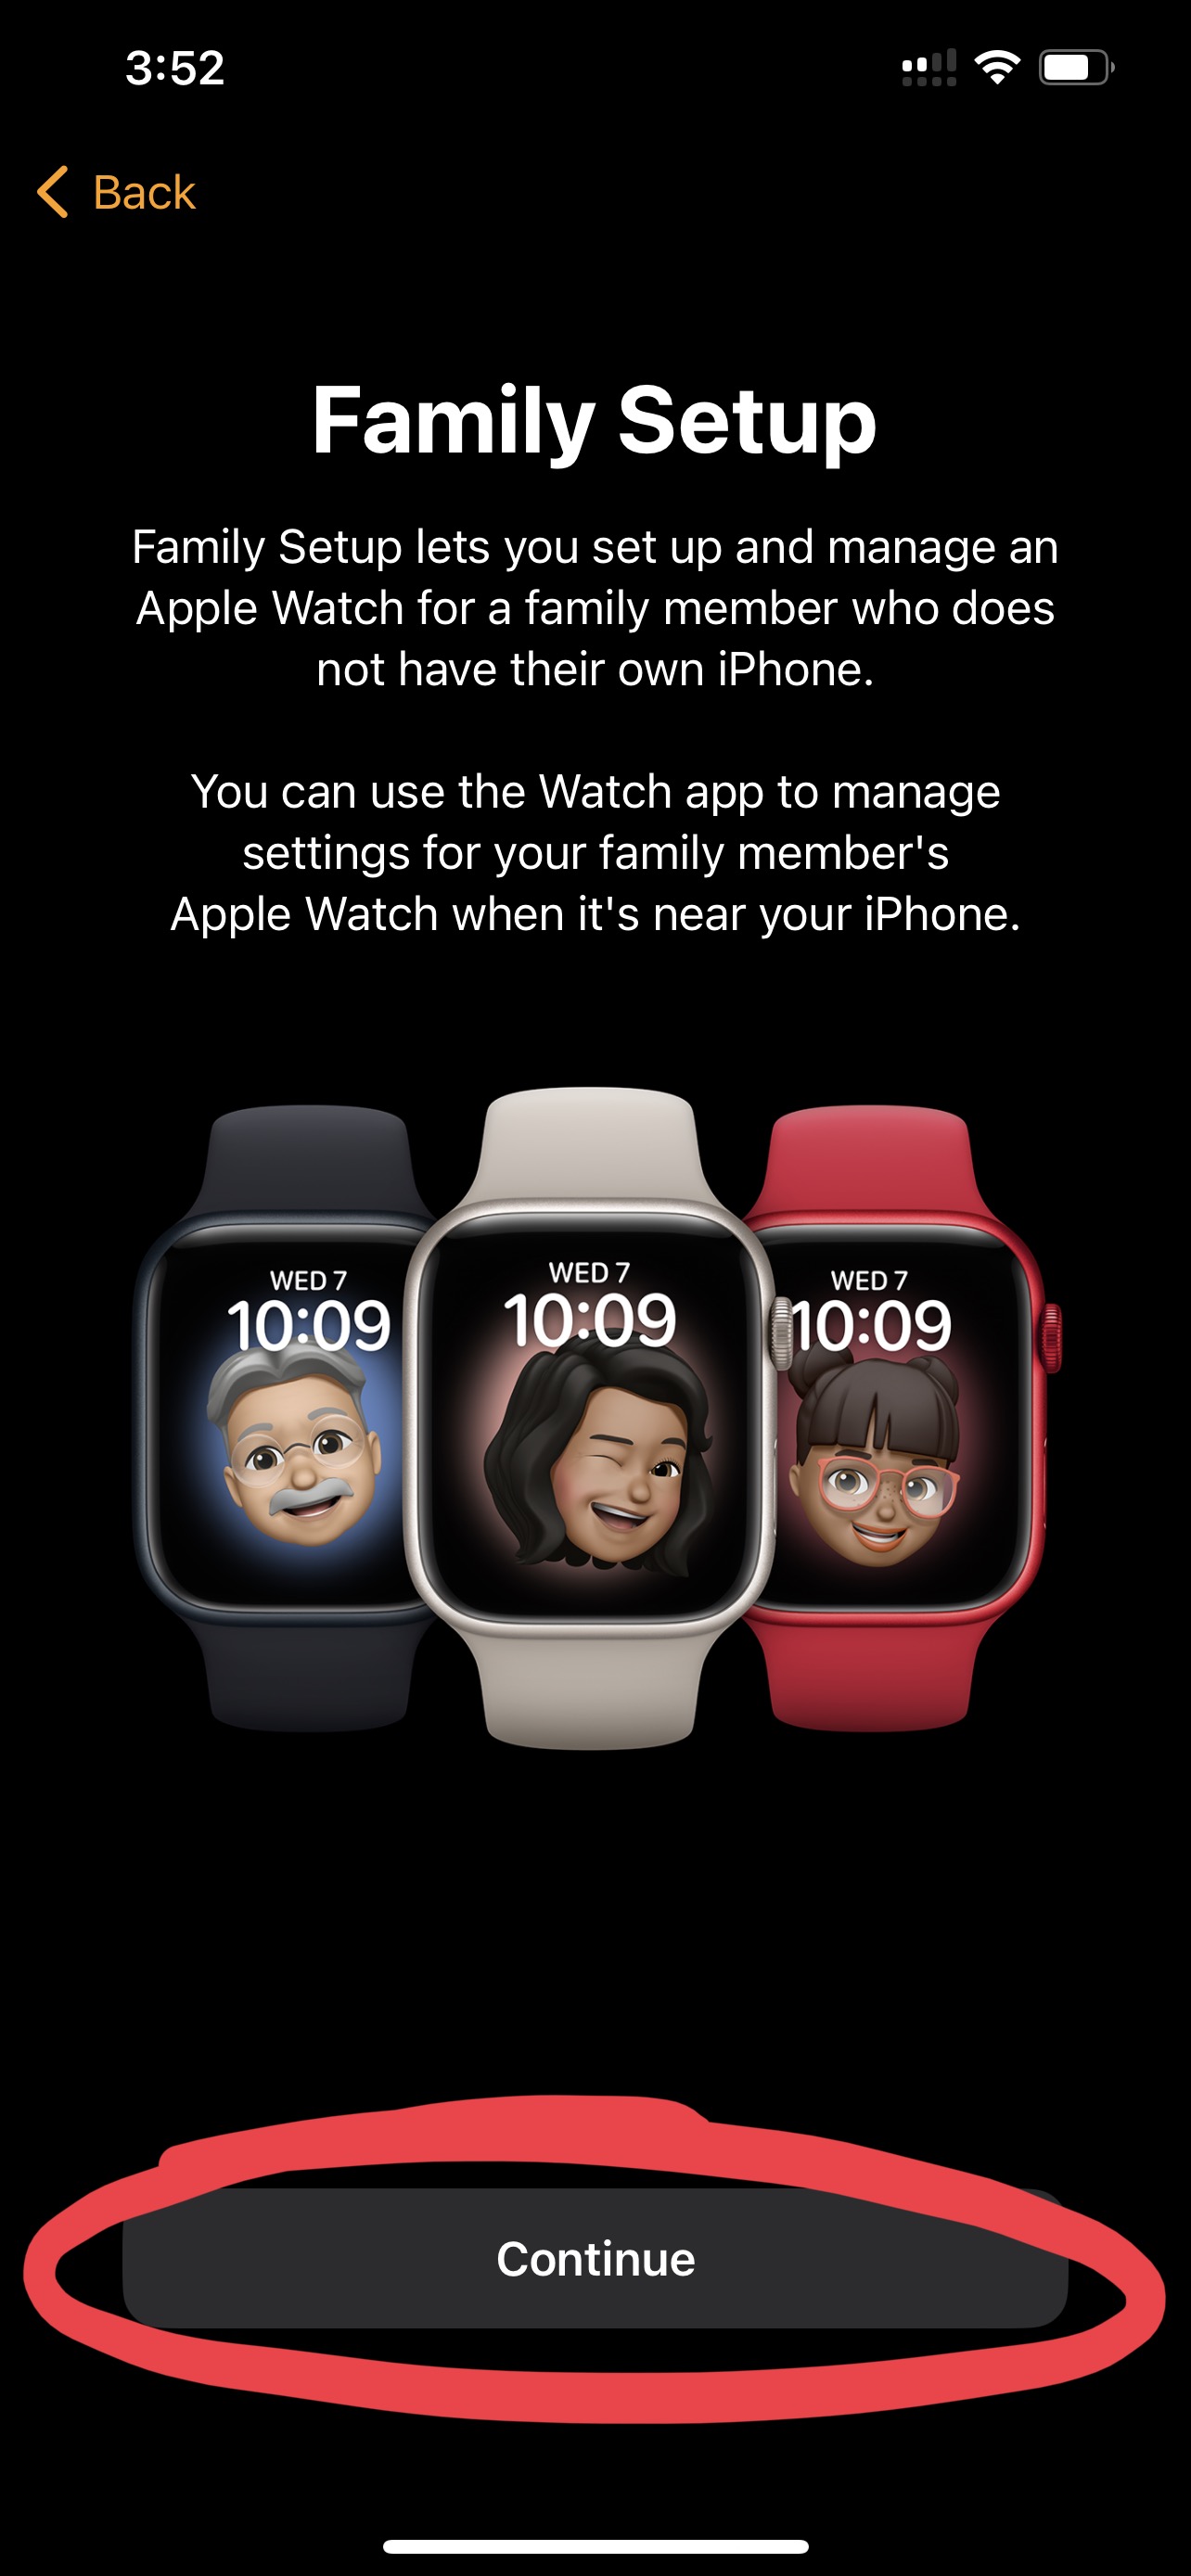 3:52
Back
Family Setup
Family Setup lets you set up and manage an
Apple Watch for a family member who does
not have their own iPhone.
You can use the Watch app to manage
settings for your family member's
Apple Watch when it's near your iPhone.
WED 7
10:09
WED 7
10:09
WED 7
10:09
Continue